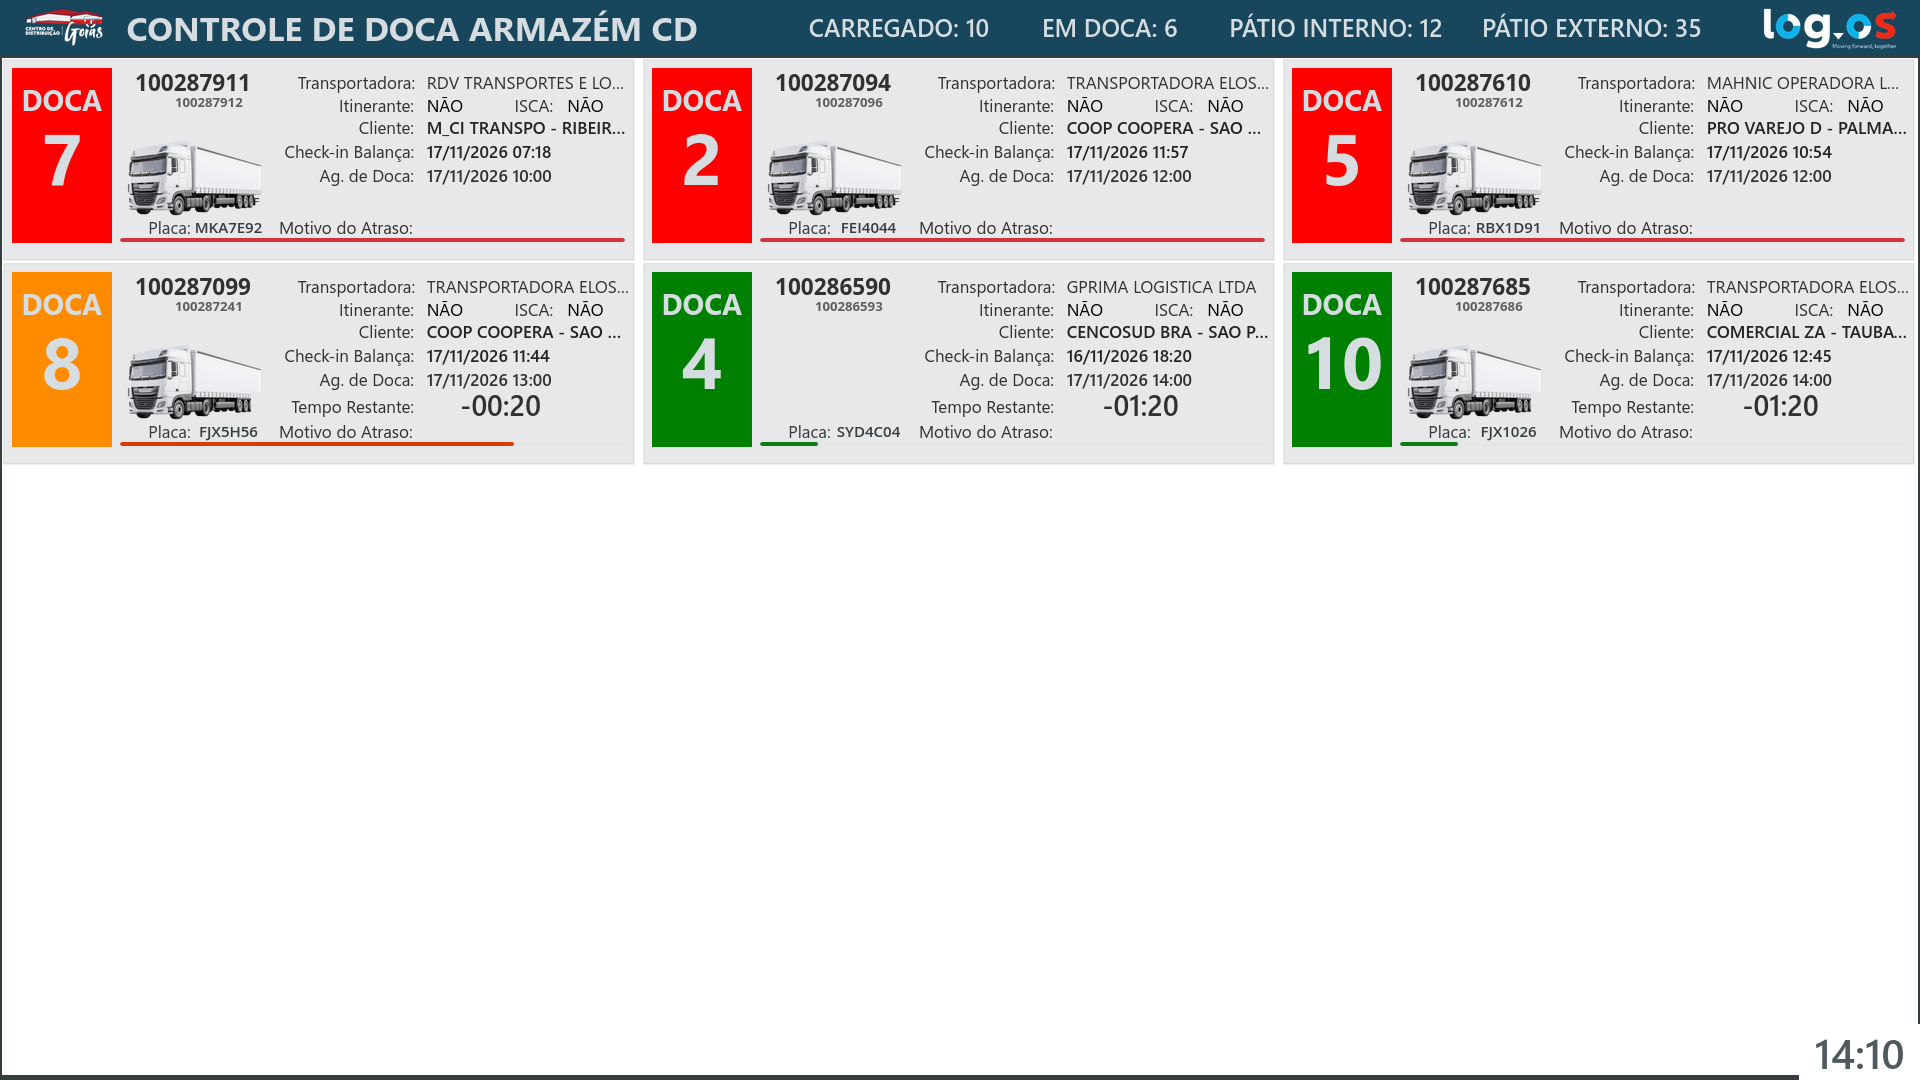 CENTRO DE DISTRIBUIÇÃO Goiás
CONTROLE DE DOCA ARMAZÉM CD
CARREGADO: 10
EM DOCA: 6
PÁTIO INTERNO: 12
PÁTIO EXTERNO: 35
log.os
Moving forward, together
DOCA
7
100287911
100287912
Transportadora: RDV TRANSPORTES E LO...
Itinerante: NÃO ISCA: NÃO
Cliente: M_CI TRANSPO - RIBEIR...
Check-in Balança: 17/11/2026 07:18
Ag. de Doca: 17/11/2026 10:00
Placa: MKA7E92 Motivo do Atraso:
DOCA
2
100287094
100287096
Transportadora: TRANSPORTADORA ELOS...
Itinerante: NÃO ISCA: NÃO
Cliente: COOP COOPERA - SAO ...
Check-in Balança: 17/11/2026 11:57
Ag. de Doca: 17/11/2026 12:00
Placa: FEI4044 Motivo do Atraso:
DOCA
5
100287610
100287612
Transportadora: MAHNIC OPERADORA L...
Itinerante: NÃO ISCA: NÃO
Cliente: PRO VAREJO D - PALMA...
Check-in Balança: 17/11/2026 10:54
Ag. de Doca: 17/11/2026 12:00
Placa: RBX1D91 Motivo do Atraso:
DOCA
8
100287099
100287241
Transportadora: TRANSPORTADORA ELOS...
Itinerante: NÃO ISCA: NÃO
Cliente: COOP COOPERA - SAO ...
Check-in Balança: 17/11/2026 11:44
Ag. de Doca: 17/11/2026 13:00
Tempo Restante: -00:20
Placa: FJX5H56 Motivo do Atraso:
DOCA
4
100286590
100286593
Transportadora: GPRIMA LOGISTICA LTDA
Itinerante: NÃO ISCA: NÃO
Cliente: CENCOSUD BRA - SAO P...
Check-in Balança: 16/11/2026 18:20
Ag. de Doca: 17/11/2026 14:00
Tempo Restante: -01:20
Placa: SYD4C04 Motivo do Atraso:
DOCA
10
100287685
100287686
Transportadora: TRANSPORTADORA ELOS...
Itinerante: NÃO ISCA: NÃO
Cliente: COMERCIAL ZA - TAUBA...
Check-in Balança: 17/11/2026 12:45
Ag. de Doca: 17/11/2026 14:00
Tempo Restante: -01:20
Placa: FJX1026 Motivo do Atraso:
14:10